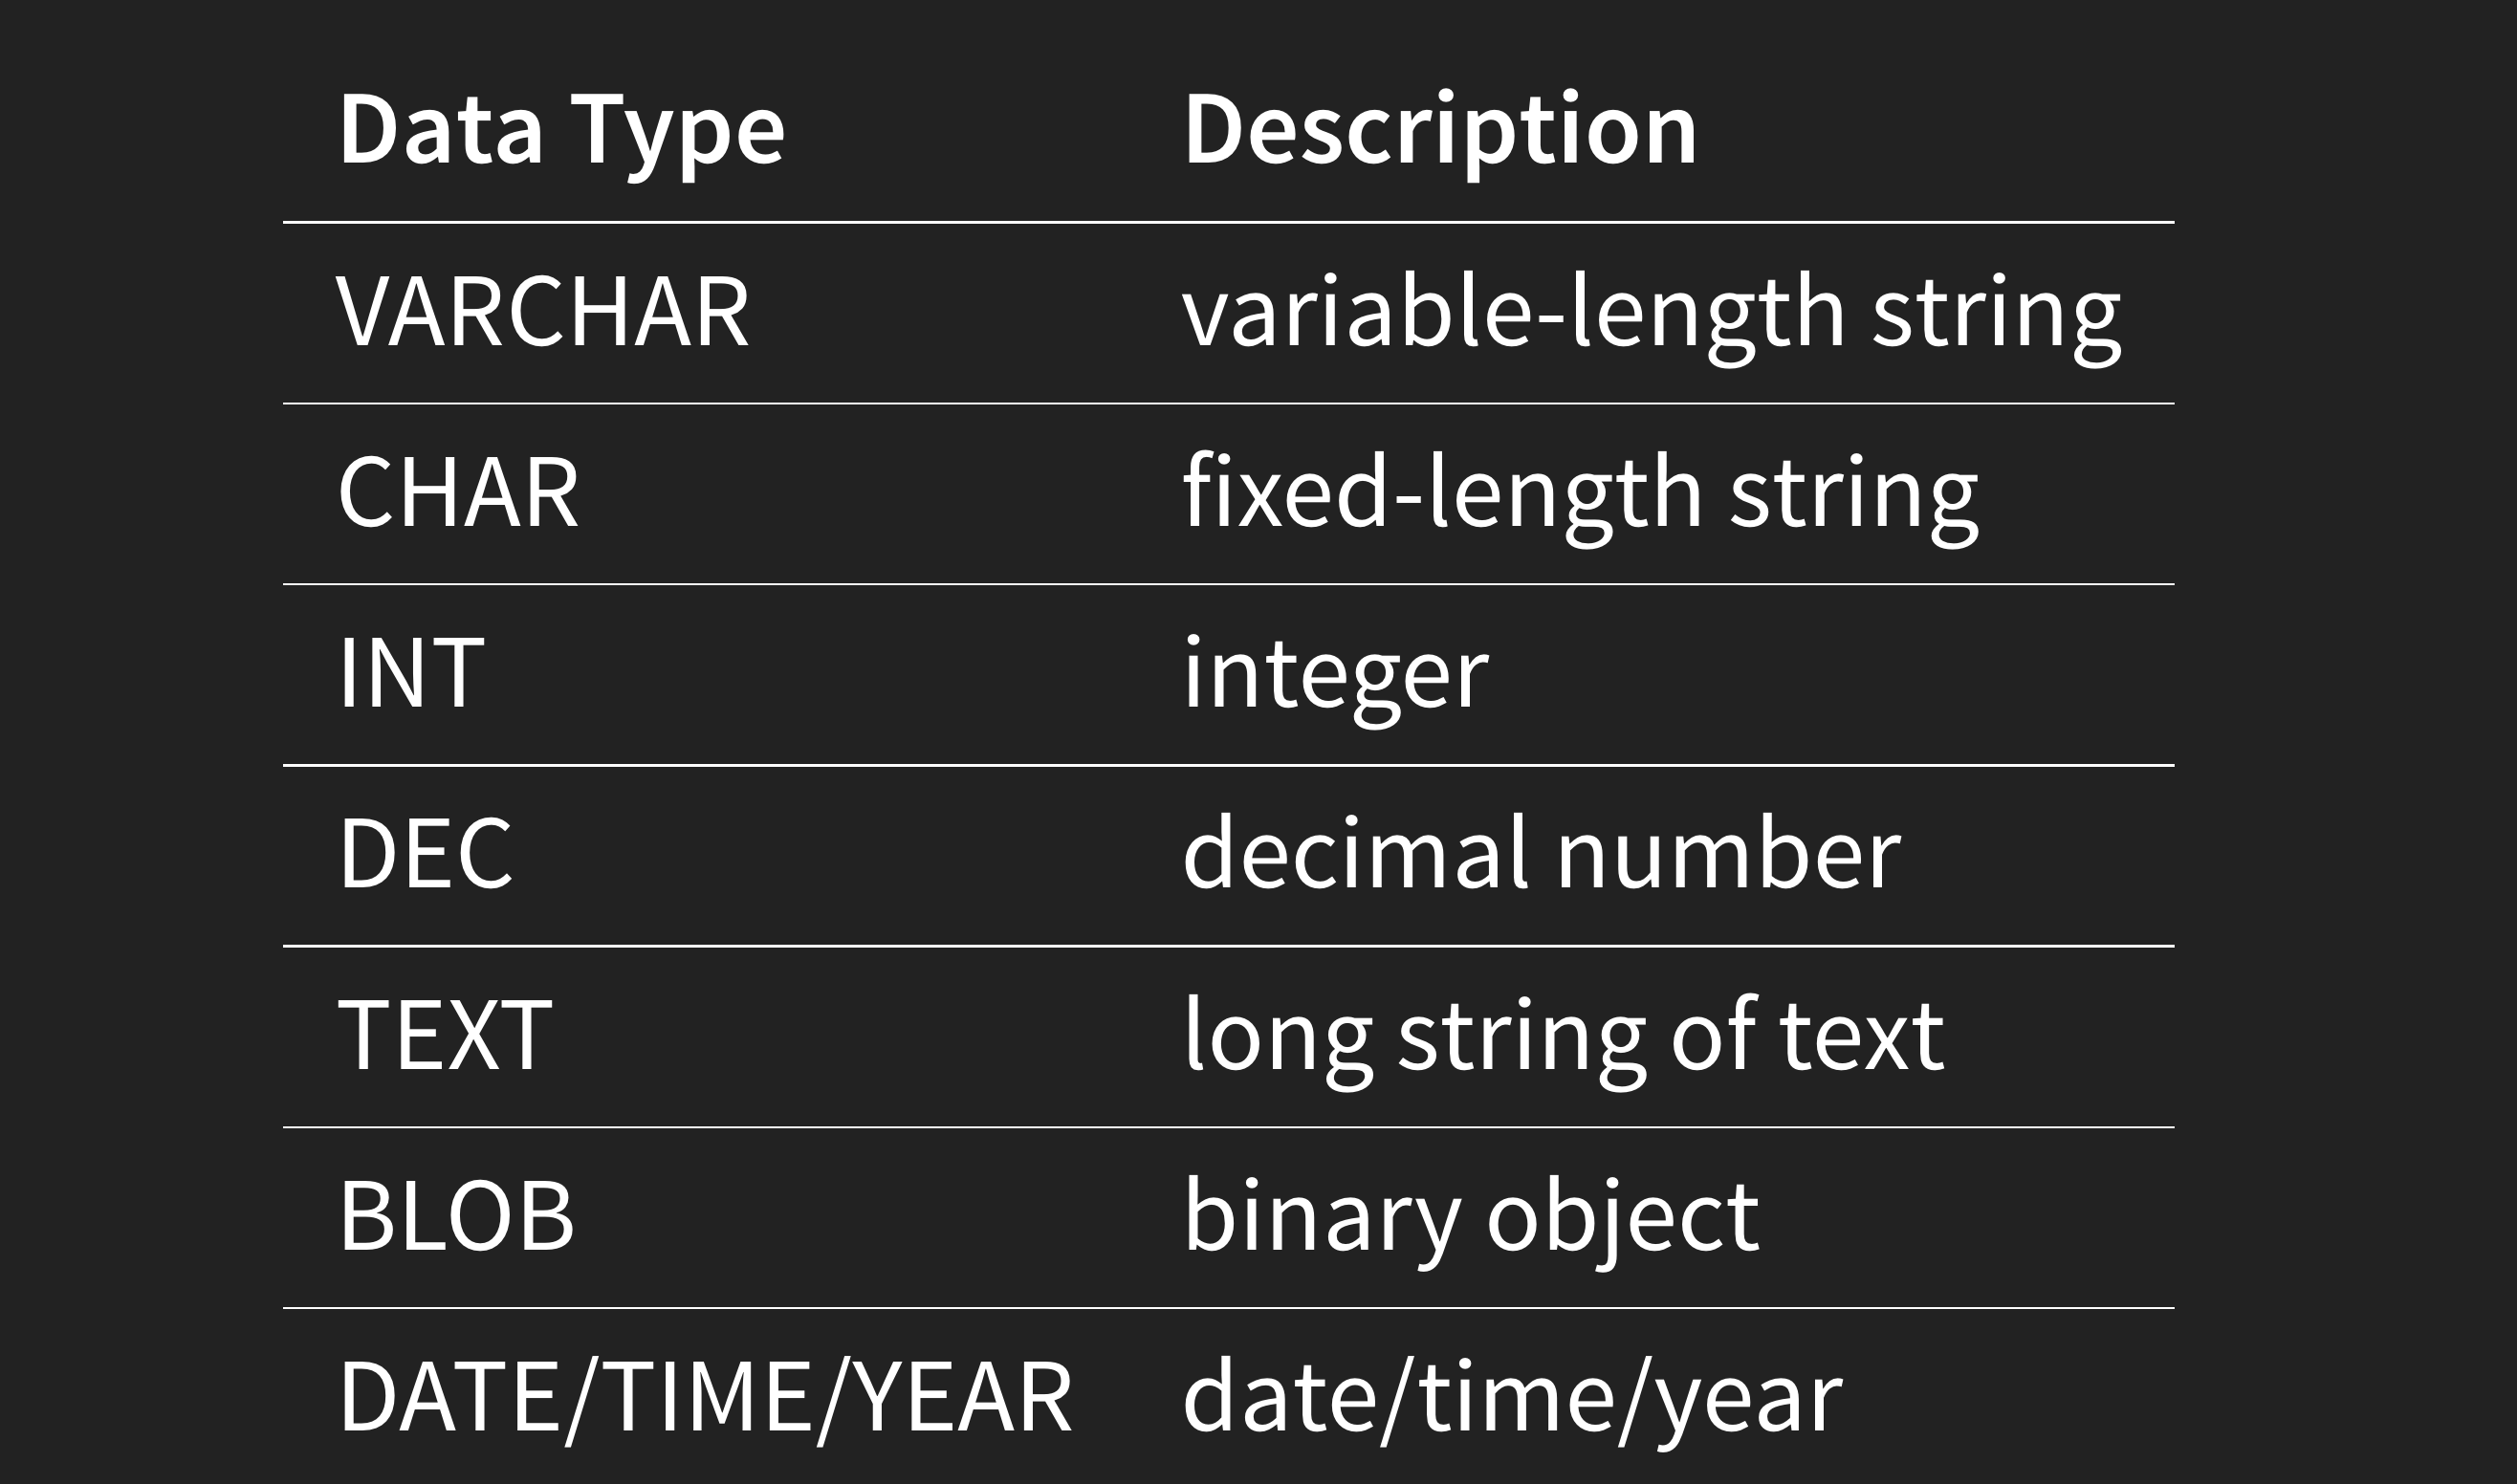 Data Type Description
VARCHAR variable-length string
CHAR fixed-length string
INT integer
DEC decimal number
TEXT long string of text
BLOB binary object
DATE/TIME/YEAR date/time/year